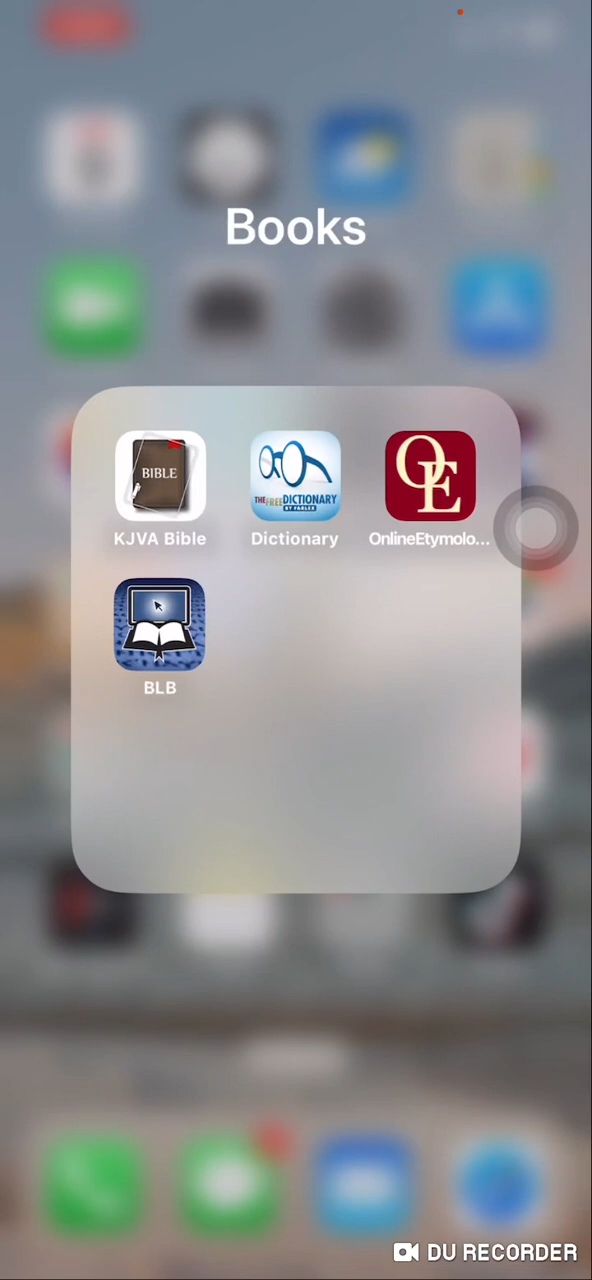 Books
BIBLE
THE FREE DICTIONARY
BY FARLEX
OE
KJVA Bible
Dictionary
OnlineEtymolo...
BLB
DU RECORDER